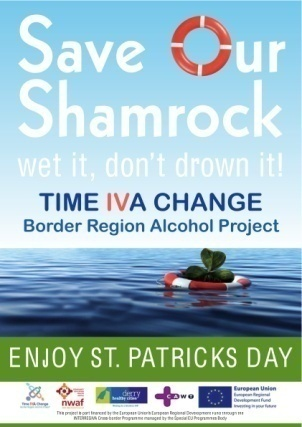 Save Our
Shamrock
wet it, don't drown it!
TIME IVA CHANGE
Border Region Alcohol Project
ENJOY ST. PATRICKS DAY
Time IVA Change
nwaf
derry
healthy cities
CAWT
European Union
European Regional
Development Fund
Investing in your future
This project is part financed by the European Union's European Regional Development Fund through the
INTERREG IVA Cross-border Programme managed by the Special EU Programmes Body